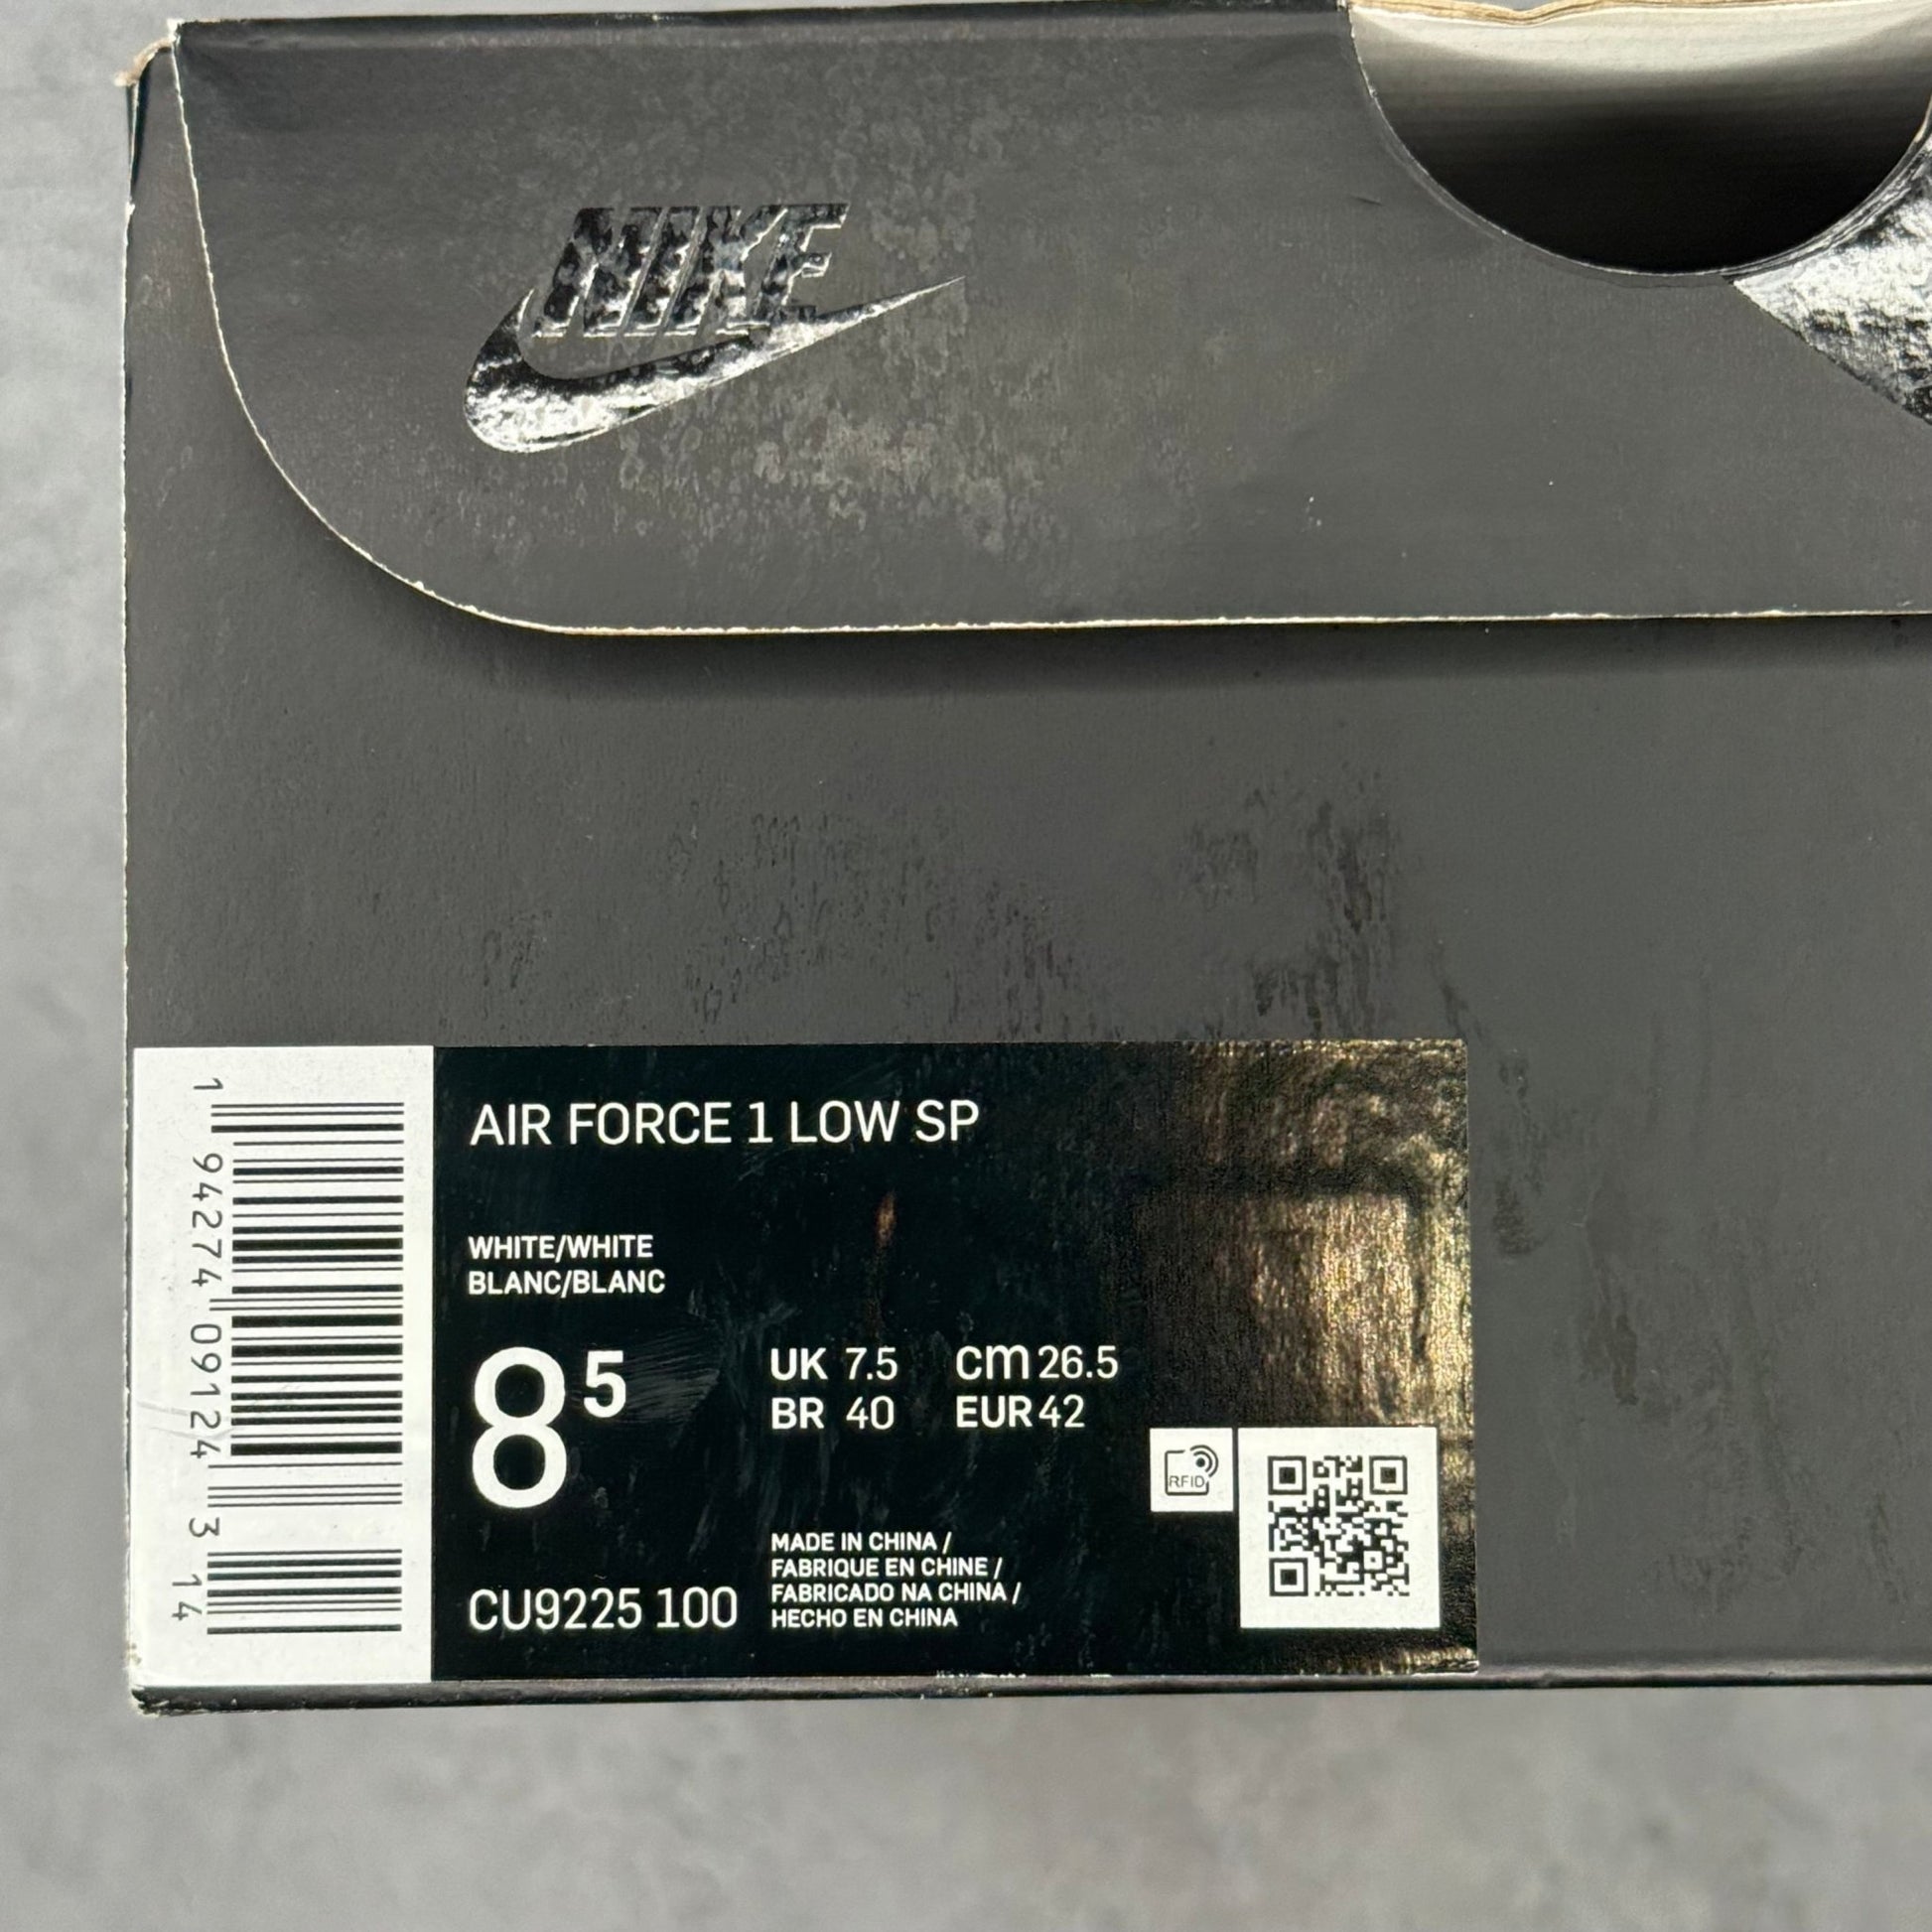 NIKE
AIR FORCE 1 LOW SP
WHITE/WHITE
BLANC/BLANC
8 5
UK 7.5 cm 26.5
BR 40 EUR 42
RFID
MADE IN CHINA /
FABRIQUE EN CHINE /
FABRICADO NA CHINA /
HECHO EN CHINA
CU9225 100
1 94274 09124 3 14